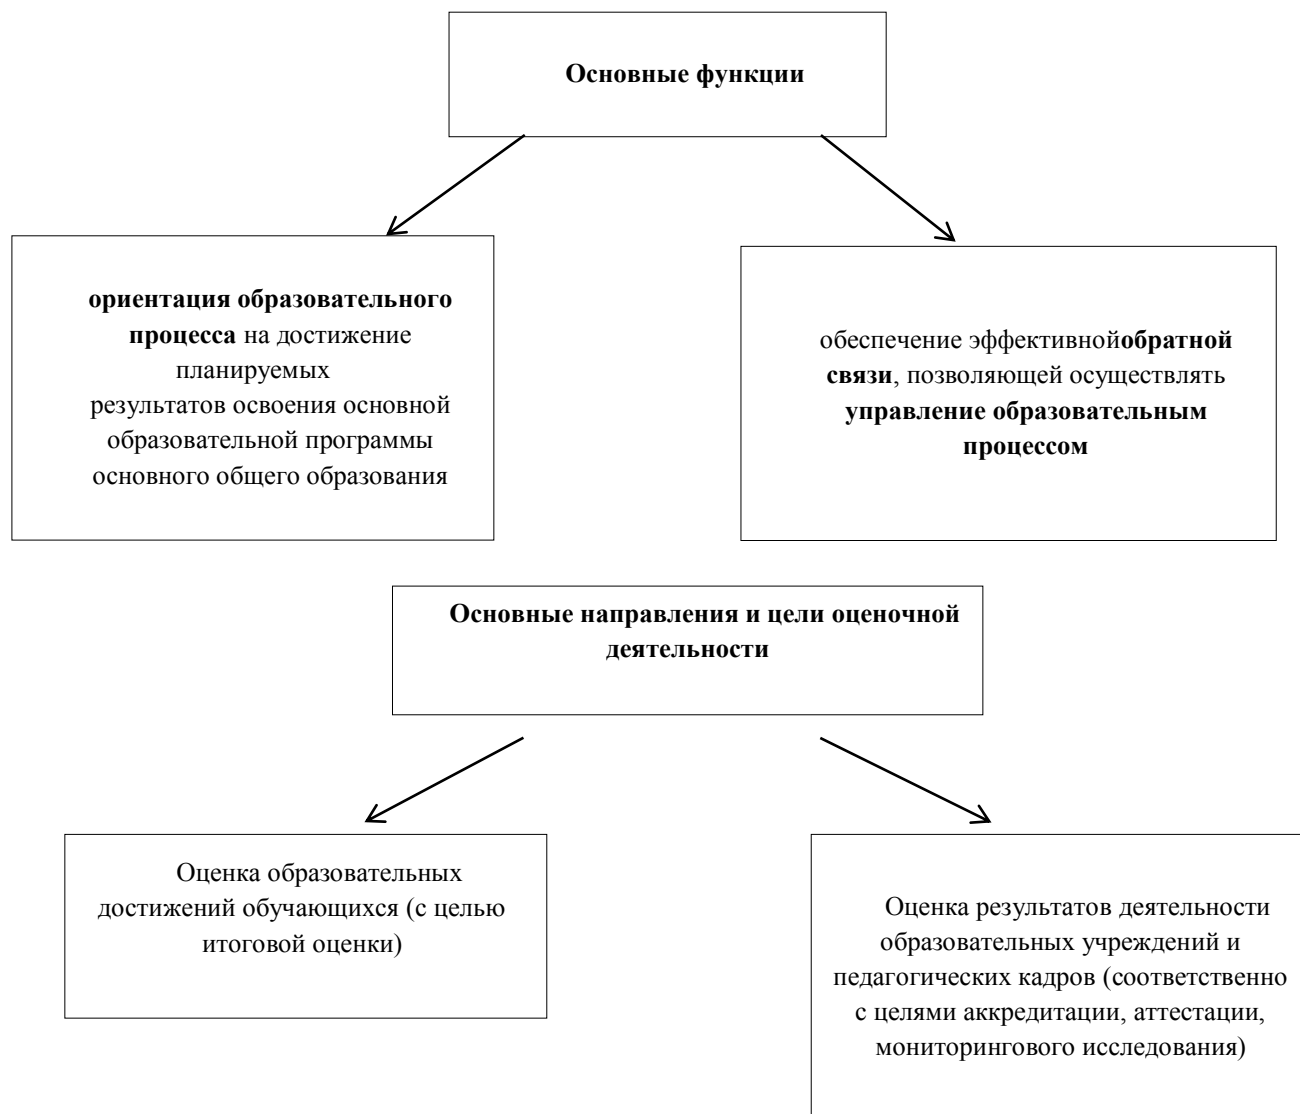 Основные функции
ориентация образовательного
процесса на достижение
планируемых
результатов освоения основной
образовательной программы
основного общего образования
обеспечение эффективнойобратной
связи, позволяющей осуществлять
управление образовательным
процессом
Основные направления и цели оценочной
деятельности
Оценка образовательных
достижений обучающихся (с целью
итоговой оценки)
Оценка результатов деятельности
образовательных учреждений и
педагогических кадров (соответственно
с целями аккредитации, аттестации,
мониторингового исследования)